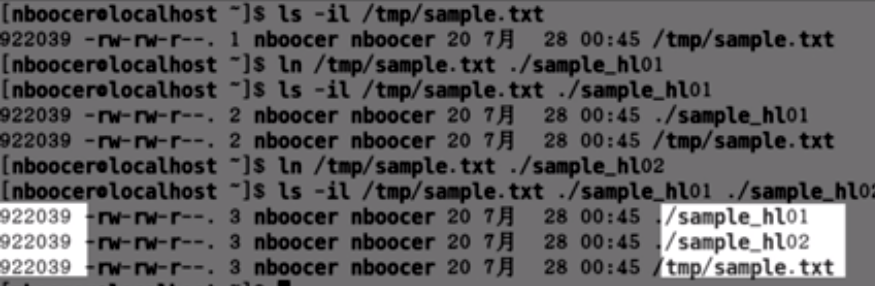 [nboocer@localhost ~]$ ls -il /tmp/sample.txt
922039 -rw-rw-r--. 1 nboocer nboocer 20 7月 28 00:45 /tmp/sample.txt
[nboocer@localhost ~]$ ln /tmp/sample.txt ./sample_hl01
[nboocer@localhost ~]$ ls -il /tmp/sample.txt ./sample_hl01
922039 -rw-rw-r--. 2 nboocer nboocer 20 7月 28 00:45 ./sample_hl01
922039 -rw-rw-r--. 2 nboocer nboocer 20 7月 28 00:45 /tmp/sample.txt
[nboocer@localhost ~]$ ln /tmp/sample.txt ./sample_hl02
[nboocer@localhost ~]$ ls -il /tmp/sample.txt ./sample_hl01 ./sample_hl02
922039 -rw-rw-r--. 3 nboocer nboocer 20 7月 28 00:45 ./sample_hl01
922039 -rw-rw-r--. 3 nboocer nboocer 20 7月 28 00:45 ./sample_hl02
922039 -rw-rw-r--. 3 nboocer nboocer 20 7月 28 00:45 /tmp/sample.txt